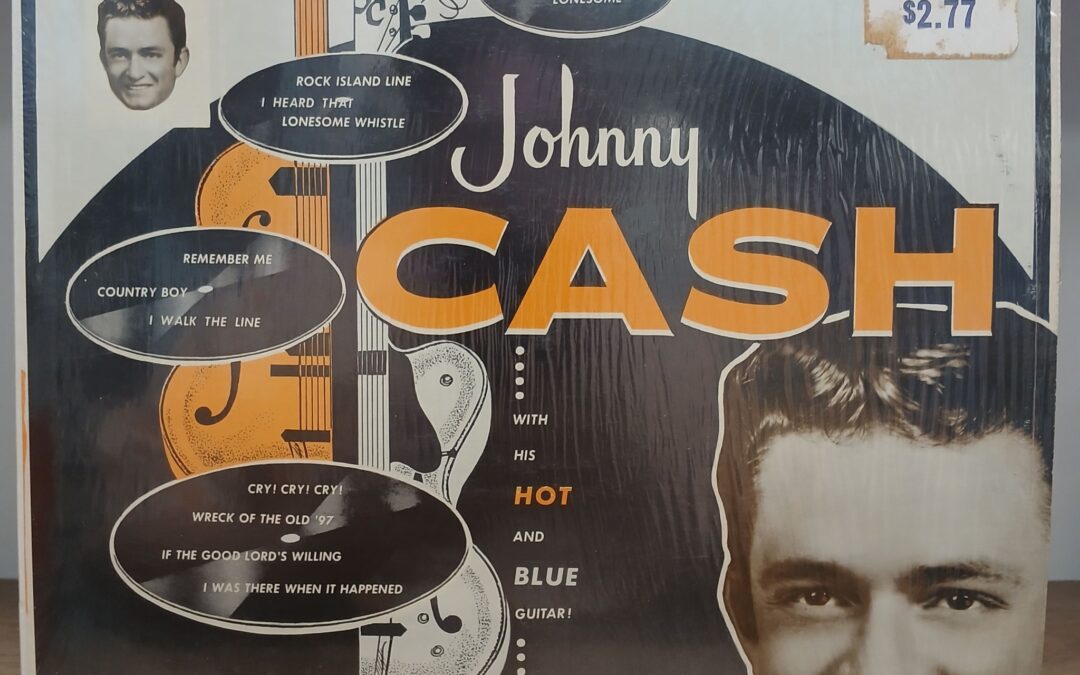 LONESOME
$2.77
ROCK ISLAND LINE
I HEARD THAT
LONESOME WHISTLE
Johnny
CASH
REMEMBER ME
COUNTRY BOY
I WALK THE LINE
WITH
HIS
HOT
AND
BLUE
GUITAR!
CRY! CRY! CRY!
WRECK OF THE OLD '97
IF THE GOOD LORD'S WILLING
I WAS THERE WHEN IT HAPPENED